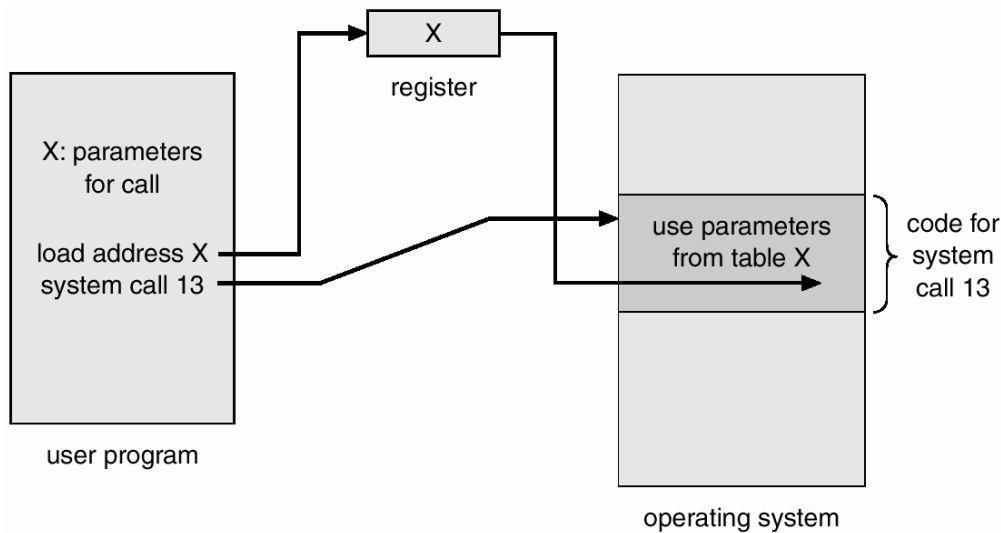 X
register
X: parameters
for call
load address X
system call 13
user program
use parameters
from table X
code for
system
call 13
operating system